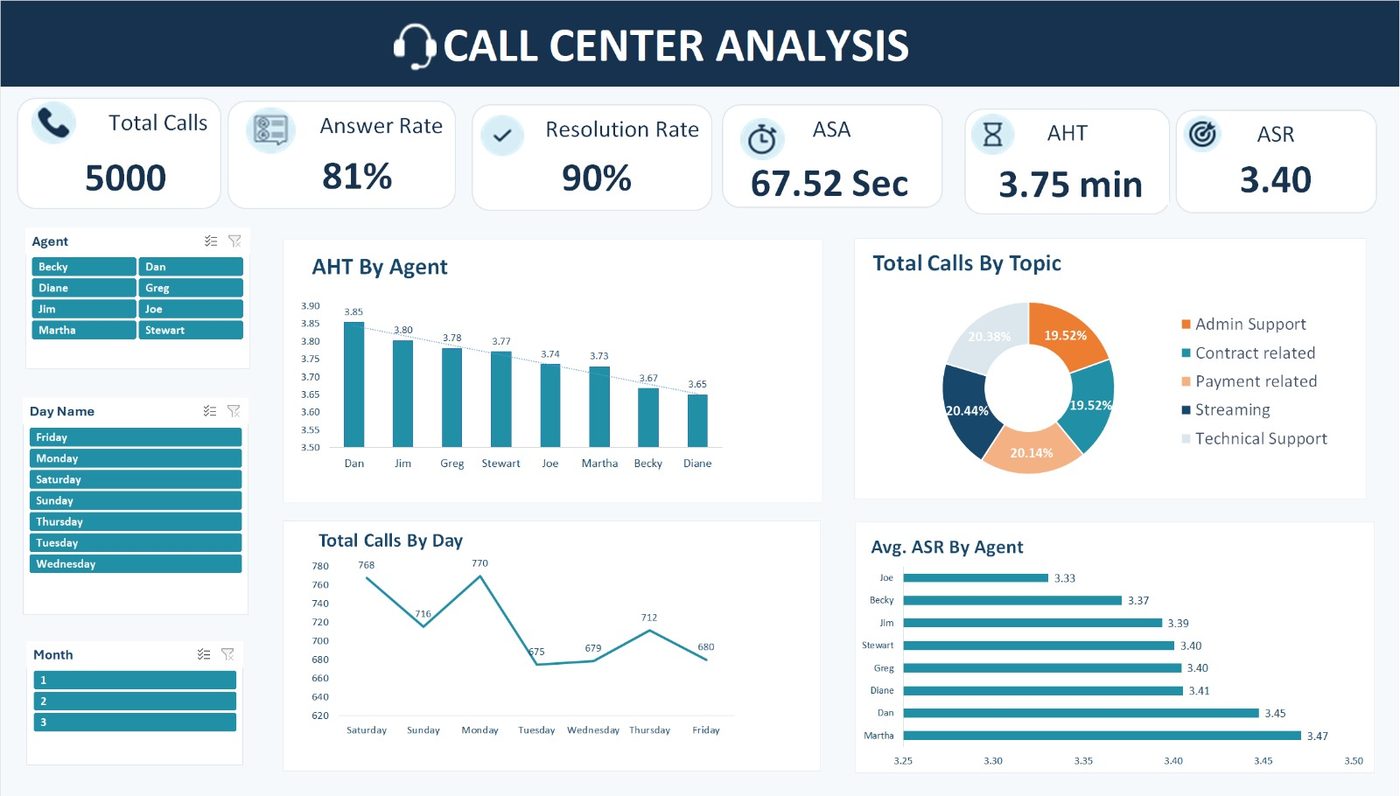 CALL CENTER ANALYSIS
Total Calls
5000
Answer Rate
81%
Resolution Rate
90%
ASA
67.52 Sec
AHT
3.75 min
ASR
3.40
Agent
Becky Dan
Diane Greg
Jim Joe
Martha Stewart
Day Name
Friday
Monday
Saturday
Sunday
Thursday
Tuesday
Wednesday
Month
1
2
3
AHT By Agent
3.90
3.85
3.80
3.75
3.70
3.65
3.60
3.55
3.50
3.85 3.80 3.78 3.77 3.74 3.73 3.67 3.65
Dan Jim Greg Stewart Joe Martha Becky Diane
Total Calls By Topic
19.52%
19.52%
20.14%
20.44%
20.38%
Admin Support
Contract related
Payment related
Streaming
Technical Support
Total Calls By Day
780
760
740
720
700
680
660
640
620
768 716 770 675 679 712 680
Saturday Sunday Monday Tuesday Wednesday Thursday Friday
Avg. ASR By Agent
Joe 3.33
Becky 3.37
Jim 3.39
Stewart 3.40
Greg 3.40
Diane 3.41
Dan 3.45
Martha 3.47
3.25 3.30 3.35 3.40 3.45 3.50